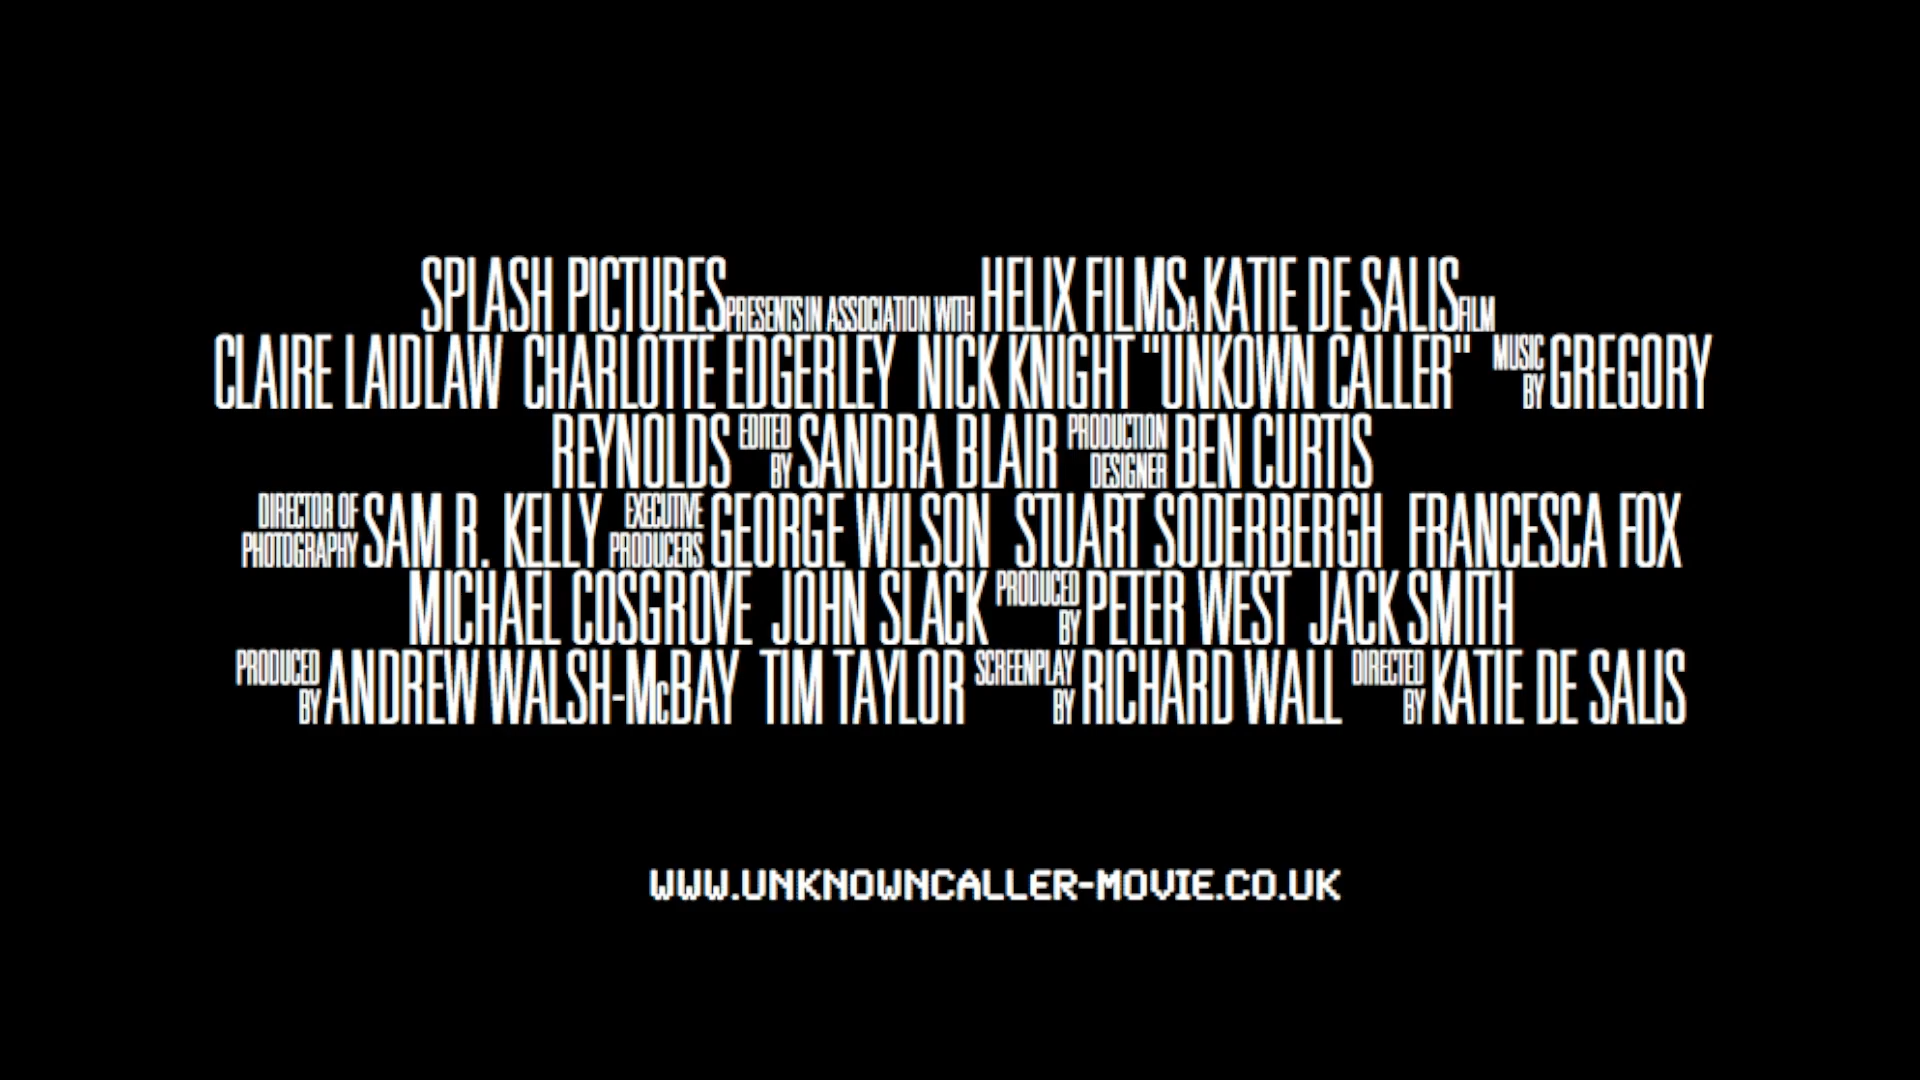 SPLASH PICTURES PRESENTS IN ASSOCIATION WITH HELIX FILMS A KATIE DE SALIS FILM
CLAIRE LAIDLAW CHARLOTTE EDGERLEY NICK KNIGHT "UNKOWN CALLER" MUSIC BY GREGORY
REYNOLDS EDITED BY SANDRA BLAIR PRODUCTION DESIGNER BEN CURTIS
DIRECTOR OF PHOTOGRAPHY SAM R. KELLY EXECUTIVE PRODUCERS GEORGE WILSON STUART SODERBERGH FRANCESCA FOX
MICHAEL COSGROVE JOHN SLACK PRODUCED BY PETER WEST JACK SMITH
PRODUCED BY ANDREW WALSH-McBAY TIM TAYLOR SCREENPLAY BY RICHARD WALL DIRECTED BY KATIE DE SALIS
WWW.UNKNOWNCALLER-MOVIE.CO.UK